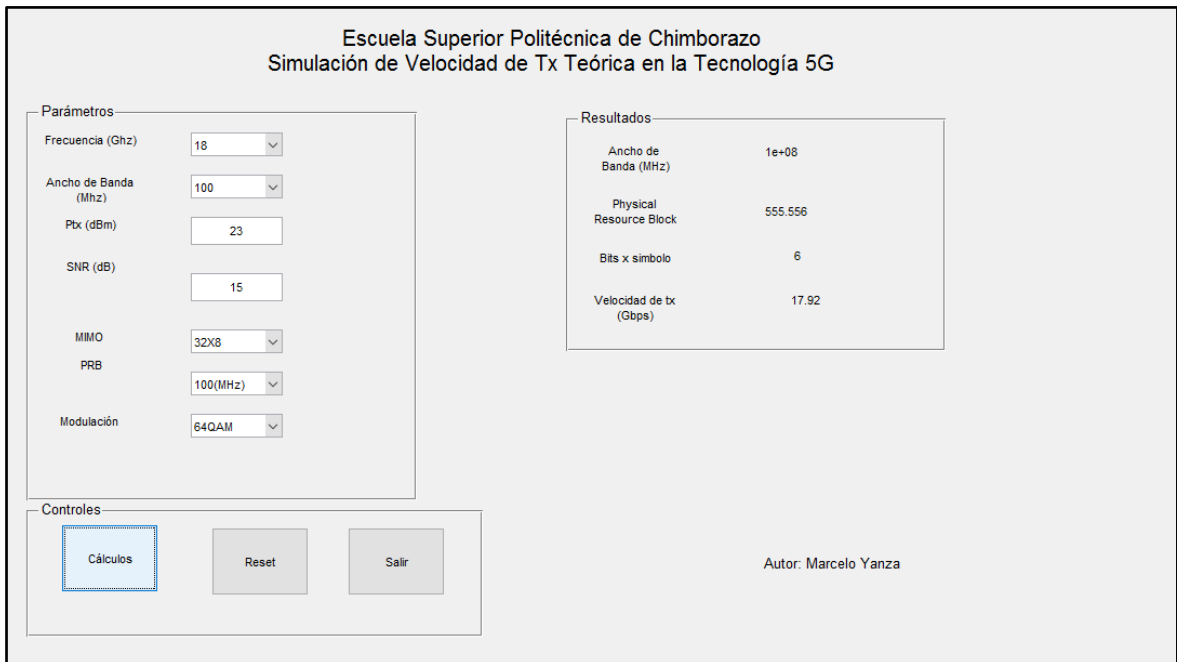 Escuela Superior Politécnica de Chimborazo
Simulación de Velocidad de Tx Teórica en la Tecnología 5G
Parámetros
Frecuencia (Ghz)
18
Ancho de Banda
(Mhz)
100
Ptx (dBm)
23
SNR (dB)
15
MIMO
32X8
PRB
100(MHz)
Modulación
64QAM
Resultados
Ancho de
Banda (MHz)
1e+08
Physical
Resource Block
555.556
Bits x simbolo
6
Velocidad de tx
(Gbps)
17.92
Controles
Cálculos
Reset
Salir
Autor: Marcelo Yanza